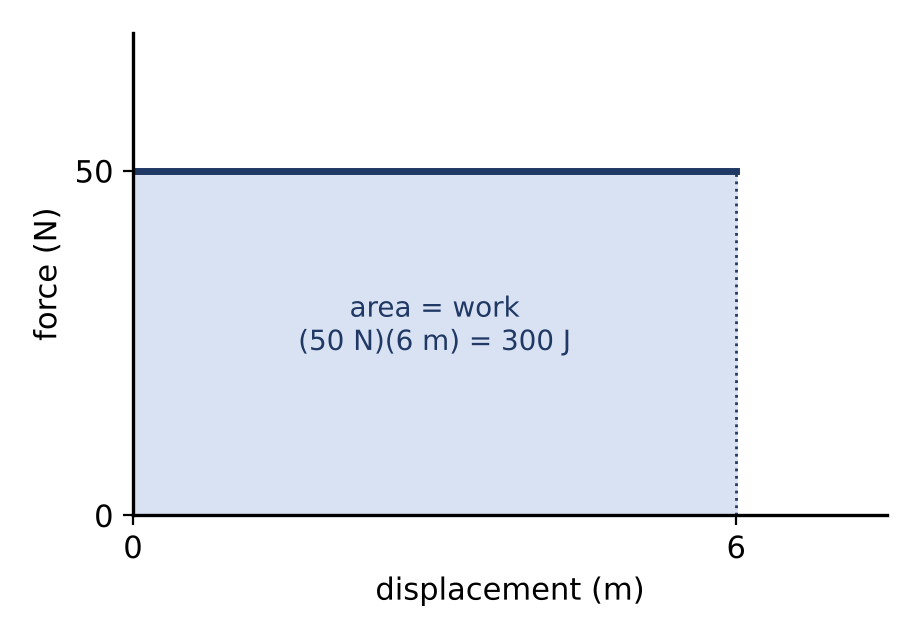 50
force (N)
area = work
(50 N)(6 m) = 300 J
0
0
6
displacement (m)